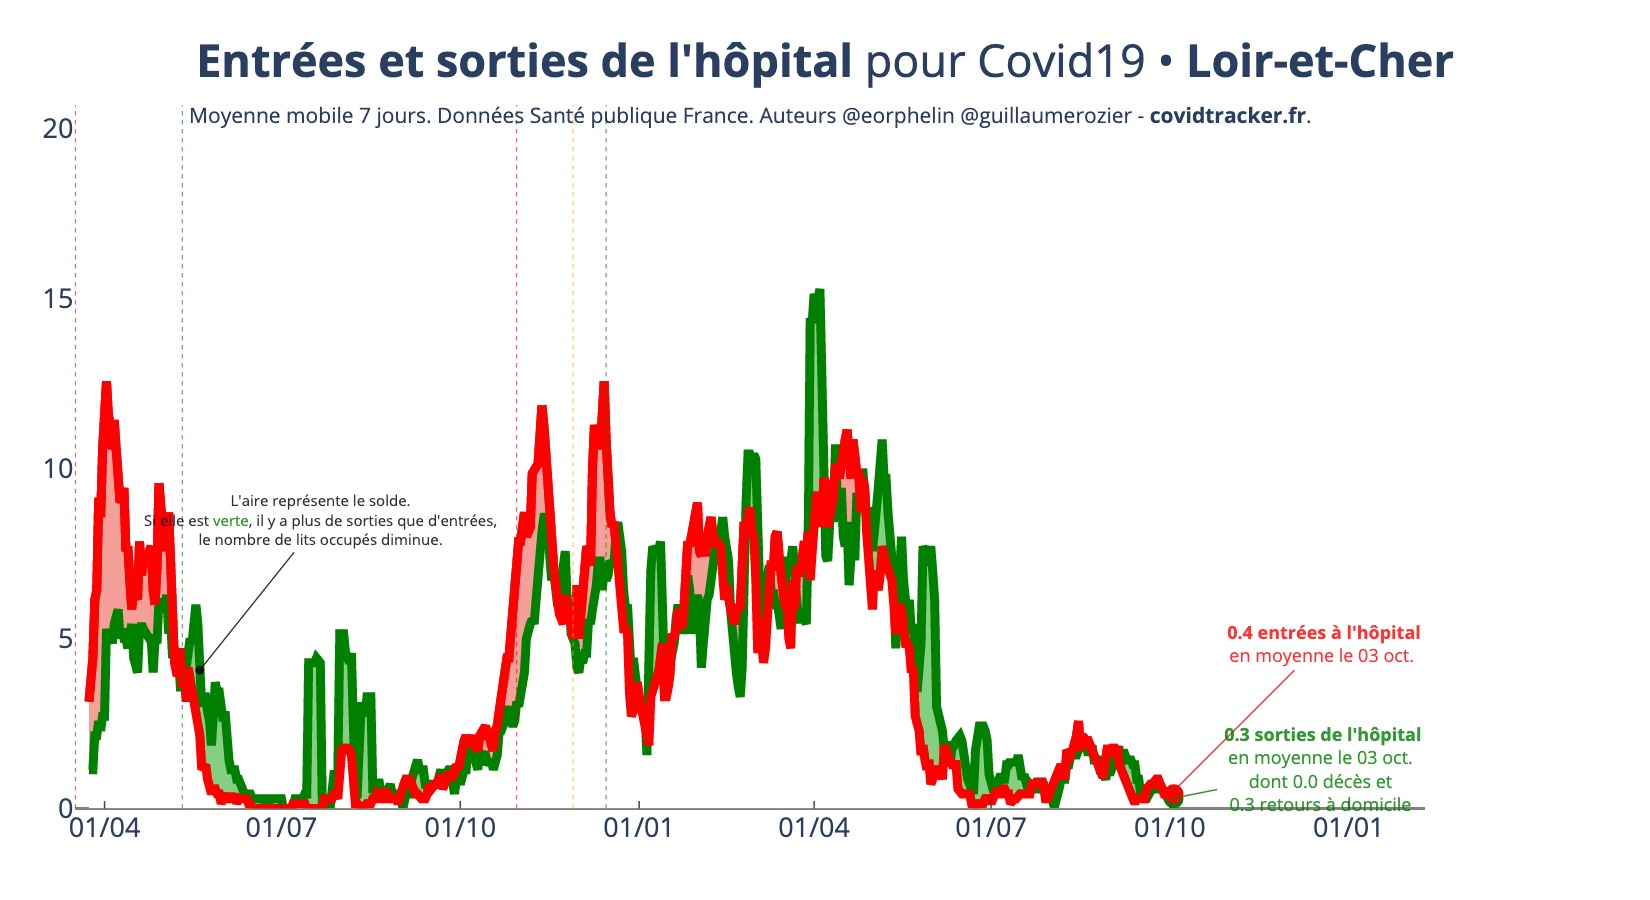 Entrées et sorties de l'hôpital pour Covid19 • Loir-et-Cher
Moyenne mobile 7 jours. Données Santé publique France. Auteurs @eorphelin @guillaumerozier - covidtracker.fr.
20
15
10
5
0
L'aire représente le solde.
Si elle est verte, il y a plus de sorties que d'entrées,
le nombre de lits occupés diminue.
0.4 entrées à l'hôpital
en moyenne le 03 oct.
0.3 sorties de l'hôpital
en moyenne le 03 oct.
dont 0.0 décès et
0.3 retours à domicile
01/04 01/07 01/10 01/01 01/04 01/07 01/10 01/01